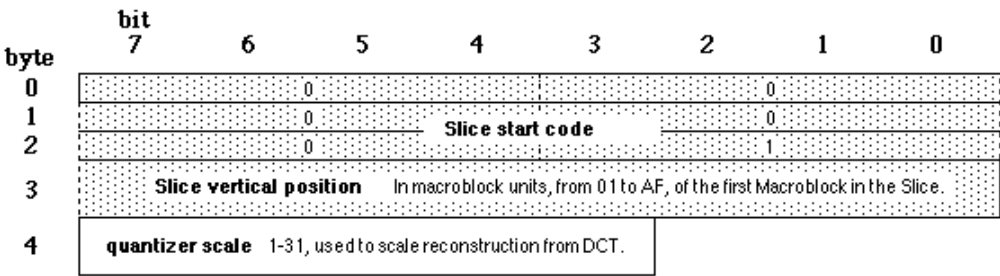 bit
7 6 5 4 3 2 1 0
byte
0 0 0
1 0 0
Slice start code
2 0 1
3 Slice vertical position In macroblock units, from 01 to AF, of the first Macroblock in the Slice.
4 quantizer scale 1-31, used to scale reconstruction from DCT.